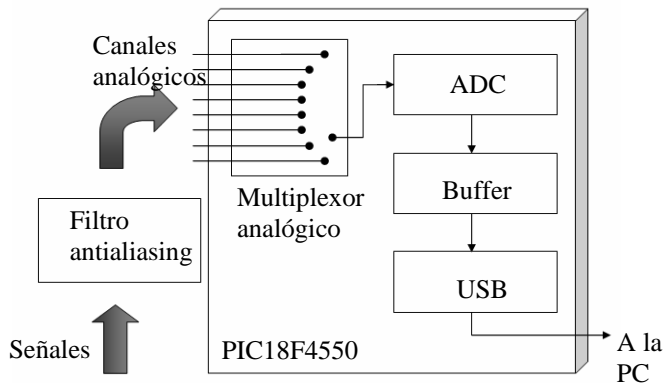 Canales
analógicos
ADC
Multiplexor
analógico
Buffer
Filtro
antialiasing
USB
Señales
PIC18F4550
A la
PC